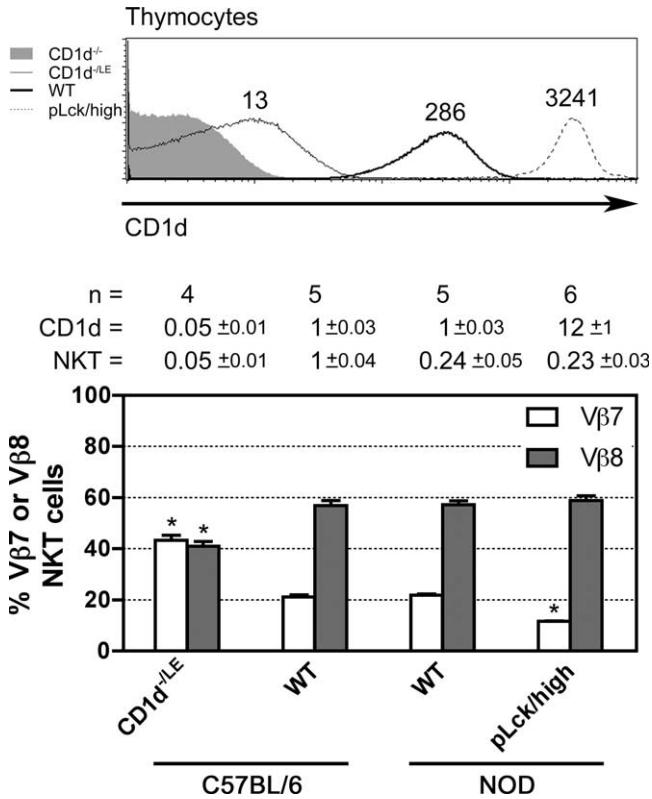 Thymocytes
CD1d-/-
CD1d-/LE
WT
pLck/high
13
286
3241
CD1d
n = 4 5 5 6
CD1d = 0.05 ±0.01 1 ±0.03 1 ±0.03 12 ±1
NKT = 0.05 ±0.01 1 ±0.04 0.24 ±0.05 0.23 ±0.03
100
80
60
40
20
0
% Vβ7 or Vβ8
NKT cells
Vβ7
Vβ8
* *
*
CD1d-/LE
WT
WT
pLck/high
C57BL/6
NOD